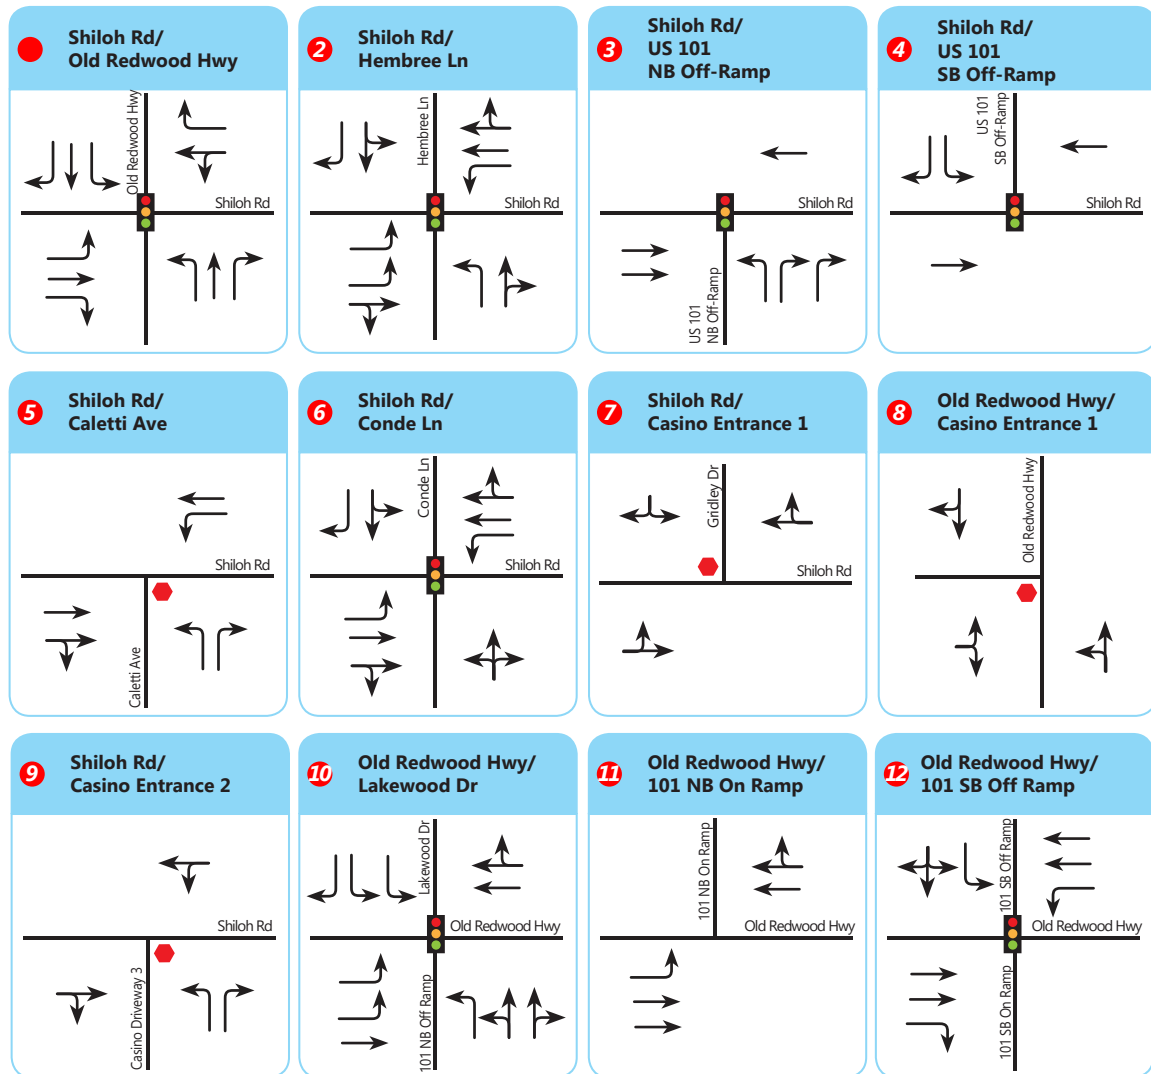 Shiloh Rd/
Old Redwood Hwy
Old Redwood Hwy
Shiloh Rd
2
Shiloh Rd/
Hembree Ln
Hembree Ln
Shiloh Rd
3
Shiloh Rd/
US 101
NB Off-Ramp
Shiloh Rd
US 101
NB Off-Ramp
4
Shiloh Rd/
US 101
SB Off-Ramp
US 101
SB Off-Ramp
Shiloh Rd
5
Shiloh Rd/
Caletti Ave
Shiloh Rd
Caletti Ave
6
Shiloh Rd/
Conde Ln
Conde Ln
Shiloh Rd
7
Shiloh Rd/
Casino Entrance 1
Gridley Dr
Shiloh Rd
8
Old Redwood Hwy/
Casino Entrance 1
Old Redwood Hwy
9
Shiloh Rd/
Casino Entrance 2
Shiloh Rd
Casino Driveway 3
10
Old Redwood Hwy/
Lakewood Dr
Lakewood Dr
Old Redwood Hwy
101 NB Off Ramp
11
Old Redwood Hwy/
101 NB On Ramp
101 NB On Ramp
Old Redwood Hwy
12
Old Redwood Hwy/
101 SB Off Ramp
101 SB Off Ramp
Old Redwood Hwy
101 SB On Ramp